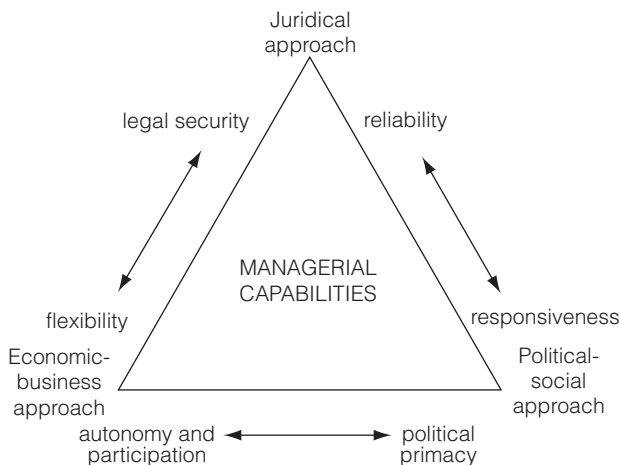 Juridical
approach
legal security
reliability
MANAGERIAL
CAPABILITIES
flexibility
responsiveness
Economic-
business
approach
Political-
social
approach
autonomy and
participation
political
primacy